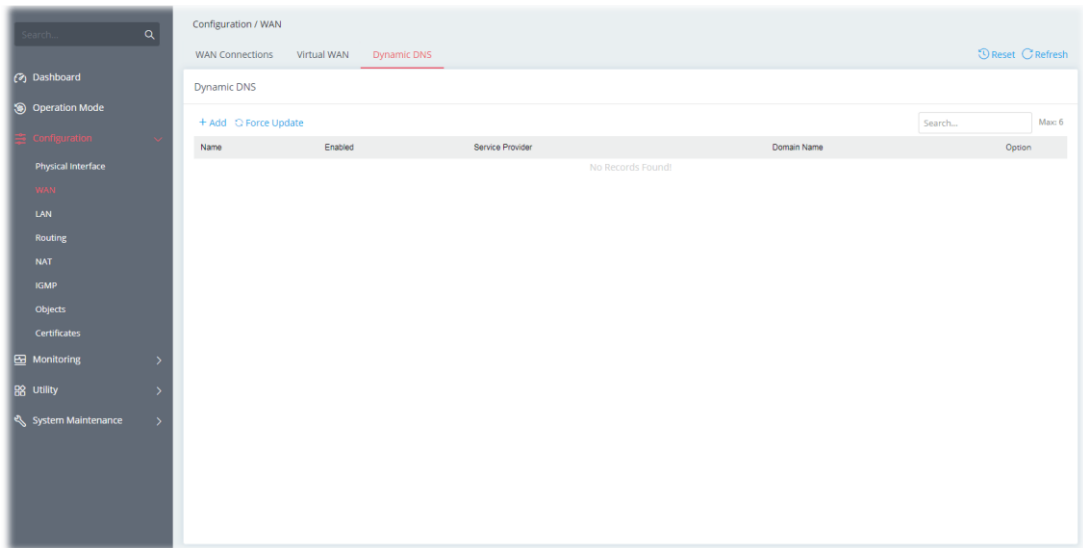 Search...
Dashboard
Operation Mode
Configuration
Physical Interface
WAN
LAN
Routing
NAT
IGMP
Objects
Certificates
Monitoring
Utility
System Maintenance
Configuration / WAN
WAN Connections Virtual WAN Dynamic DNS Reset Refresh
Dynamic DNS
+ Add Force Update Search... Max: 6
Name Enabled Service Provider Domain Name Option
No Records Found!